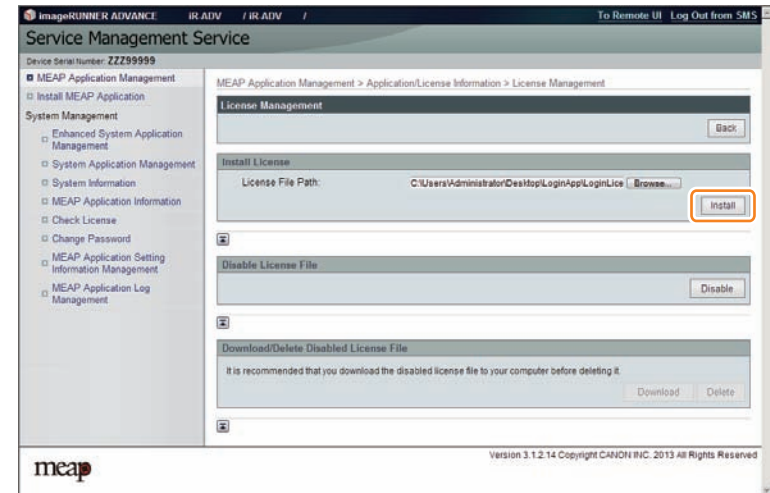 imageRUNNER ADVANCE iR ADV / iR ADV / To Remote UI Log Out from SMS
Service Management Service
Device Serial Number: ZZZ99999
MEAP Application Management
Install MEAP Application
System Management
Enhanced System Application
Management
System Application Management
System Information
MEAP Application Information
Check License
Change Password
MEAP Application Setting
Information Management
MEAP Application Log
Management
MEAP Application Management > Application/License Information > License Management
License Management
Back
Install License
License File Path: C:\Users\Administrator\Desktop\LoginApp\LoginLice Browse...
Install
Disable License File
Disable
Download/Delete Disabled License File
It is recommended that you download the disabled license file to your computer before deleting it.
Download Delete
meap
Version 3.1.2.14 Copyright CANON INC. 2013 All Rights Reserved